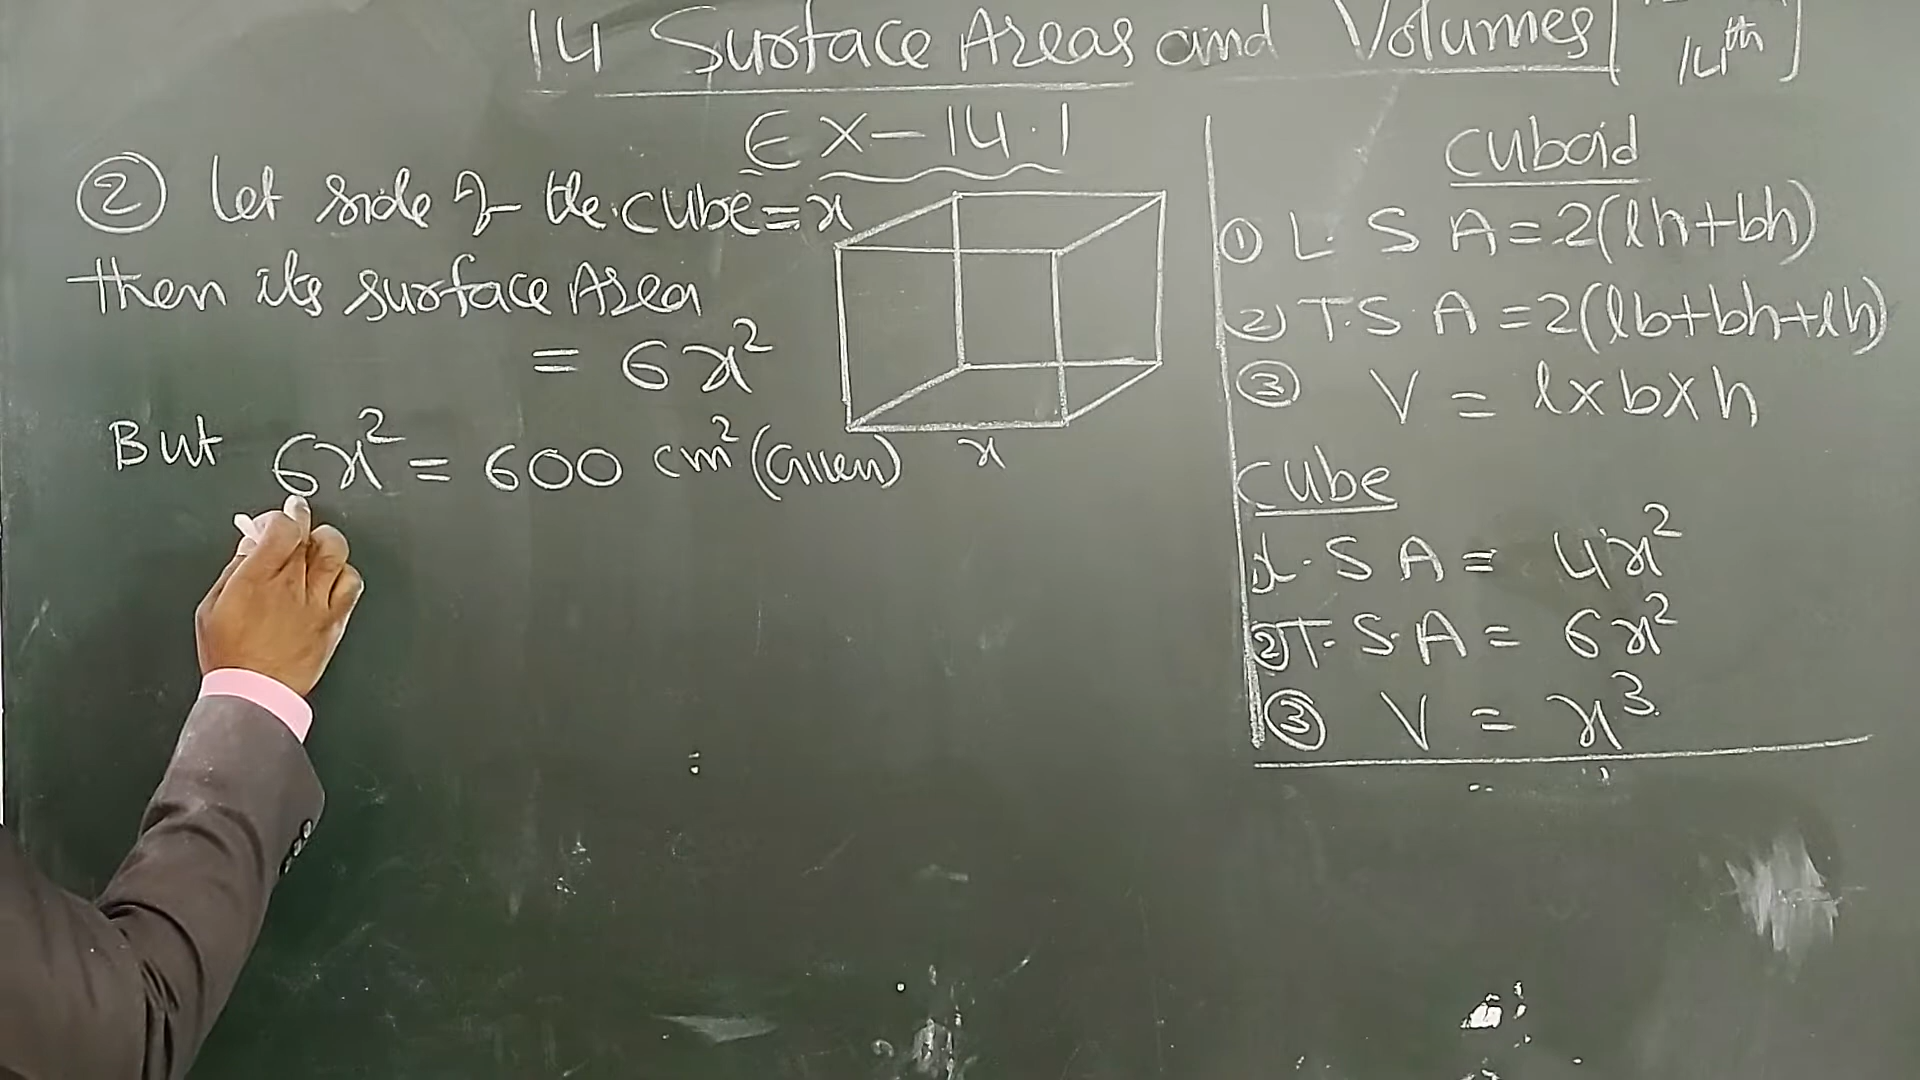 14 Surface Areas and Volumes [
14th]
Ex-14.1
② Let side of the cube=x
then its surface Area
= 6x²
But 6x² = 600 cm² (Given)
x
cuboid
① L.S A=2(lh+bh)
2) T.S.A=2(lb+bh+lh)
③ V = l×b×h
cube
L.S A= 4x²
② T.S.A= 6x²
③ V = x³